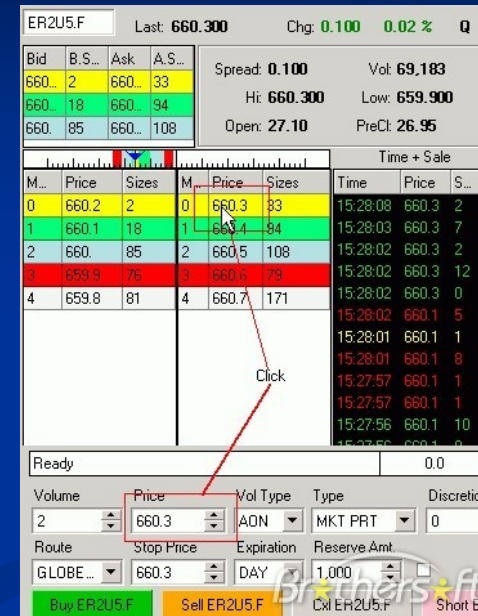 ER2U5.F Last: 660.300 Chg: 0.100 0.02 % Q
Bid B.S... Ask A.S...
660... 2 660... 33
660... 18 660... 94
660. 85 660... 108
Spread: 0.100 Vol: 69,183
Hi: 660.300 Low: 659.900
Open: 27.10 PreCl: 26.95
Time + Sale
M... Price Sizes M... Price Sizes
0 660.2 2 0 660.3 33
1 660.1 18 1 660.4 94
2 660. 85 2 660.5 108
3 659.9 76 3 660.6 79
4 659.8 81 4 660.7 171
Time Price S...
15:28:08 660.3 2
15:28:03 660.3 7
15:28:02 660.3 2
15:28:02 660.3 12
15:28:02 660.3 0
15:28:02 660.1 5
15:28:01 660.1 1
15:28:01 660.1 8
15:27:57 660.1 1
15:27:57 660.1 1
15:27:56 660.1 10
Click
Ready 0.0
Volume Price Vol Type Type Discretic
2 660.3 AON MKT PRT 0
Route Stop Price Expiration Reserve Amt.
GLOBE... 660.3 DAY 1,000
Buy ER2U5.F Sell ER2U5.F Cxl ER2U5.F Short
Brothers ft